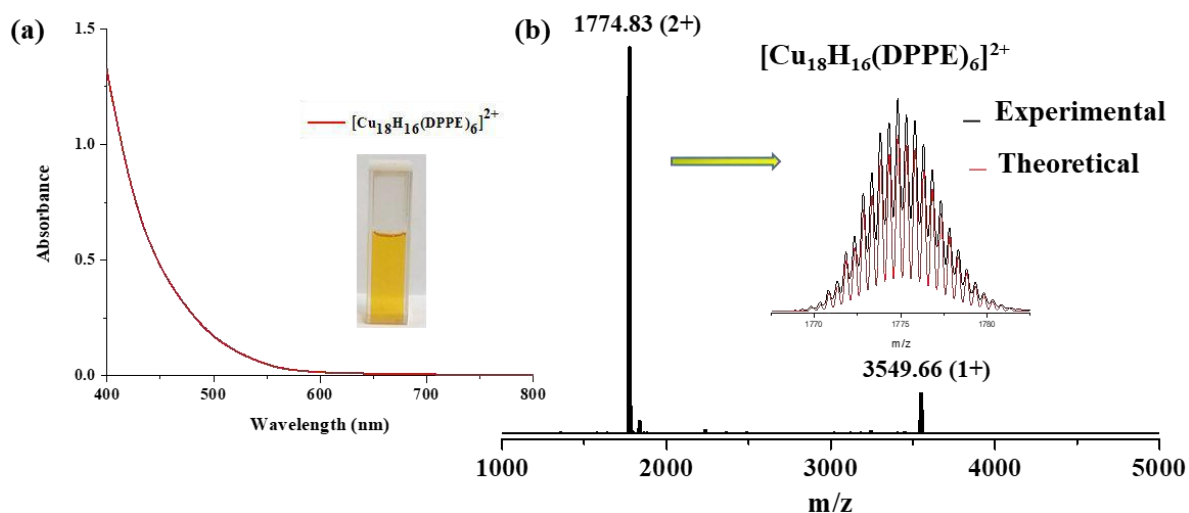 (a)
1.5
1.0
0.5
0.0
Absorbance
400
500
600
700
800
Wavelength (nm)
[Cu₁₈H₁₆(DPPE)₆]²⁺
(b)
1774.83 (2+)
[Cu₁₈H₁₆(DPPE)₆]²⁺
Experimental
Theoretical
1770
1775
1780
m/z
3549.66 (1+)
1000
2000
3000
4000
5000
m/z